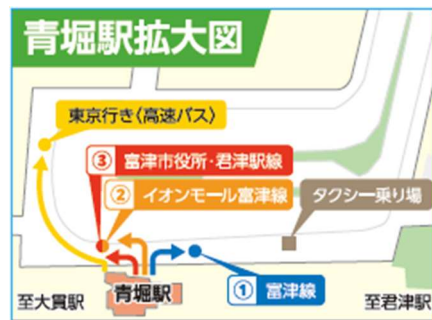 青堀駅拡大図
東京行き〈高速バス〉
③ 富津市役所・君津駅線
② イオンモール富津線
タクシー乗り場
① 富津線
至大貫駅
青堀駅
至君津駅